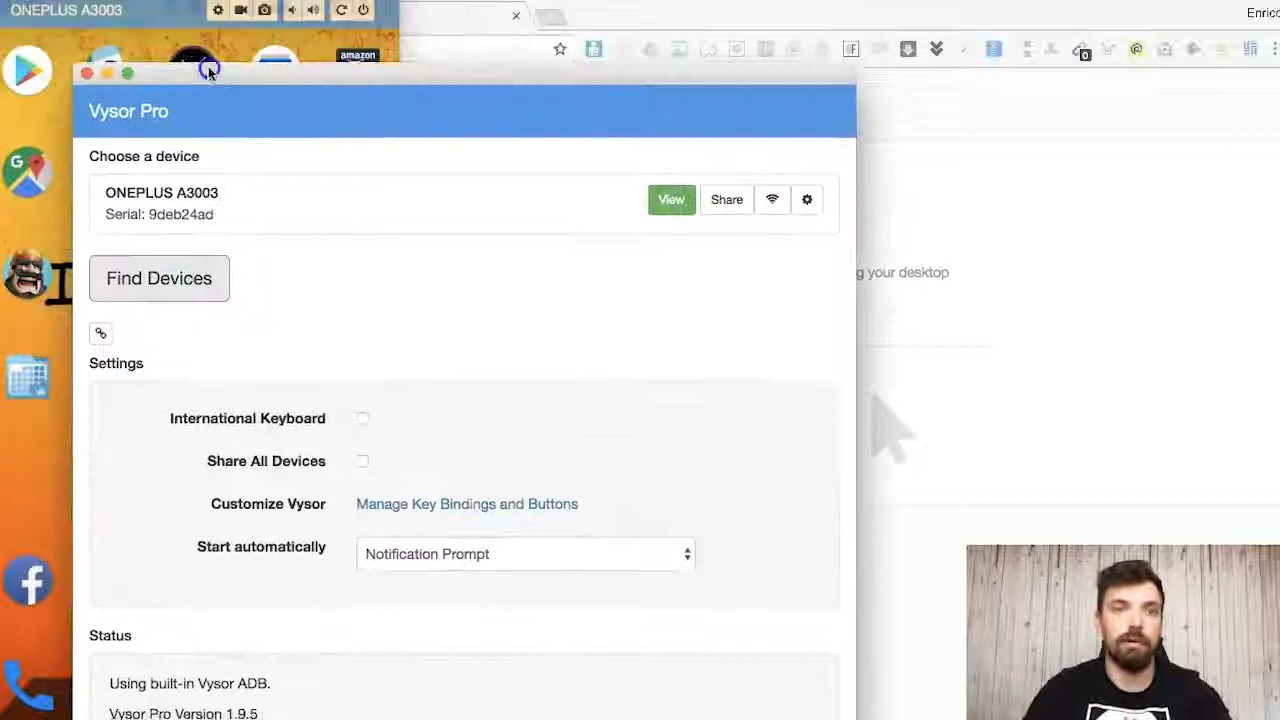 ONEPLUS A3003
Enrico
amazon
0
Vysor Pro
Choose a device
ONEPLUS A3003
Serial: 9deb24ad
View
Share
Find Devices
g your desktop
Settings
International Keyboard
Share All Devices
Customize Vysor
Manage Key Bindings and Buttons
Start automatically
Notification Prompt
Status
Using built-in Vysor ADB.
Vysor Pro Version 1.9.5